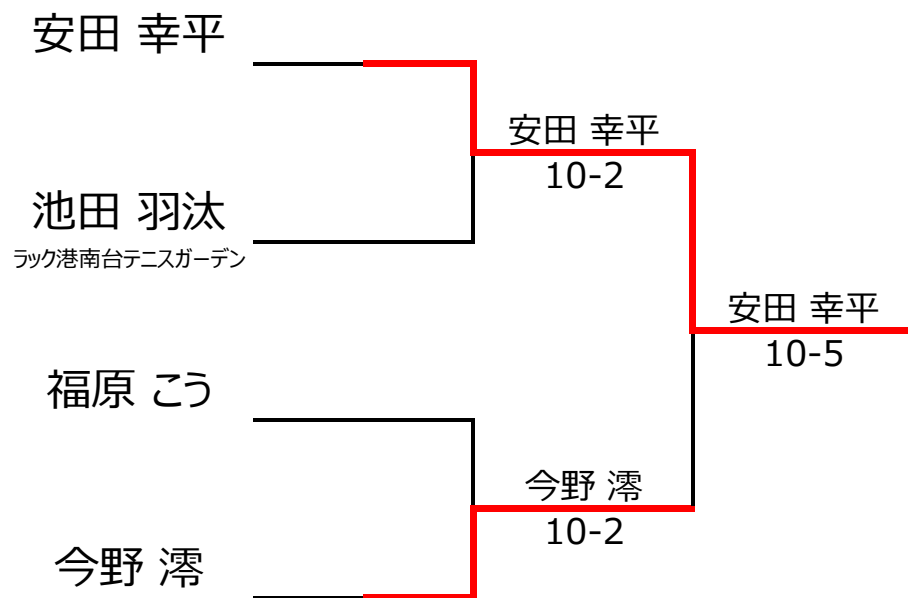 安田 幸平
安田 幸平
10-2
池田 羽汰
ラック港南台テニスガーデン
安田 幸平
10-5
福原 こう
今野 澪
10-2
今野 澪